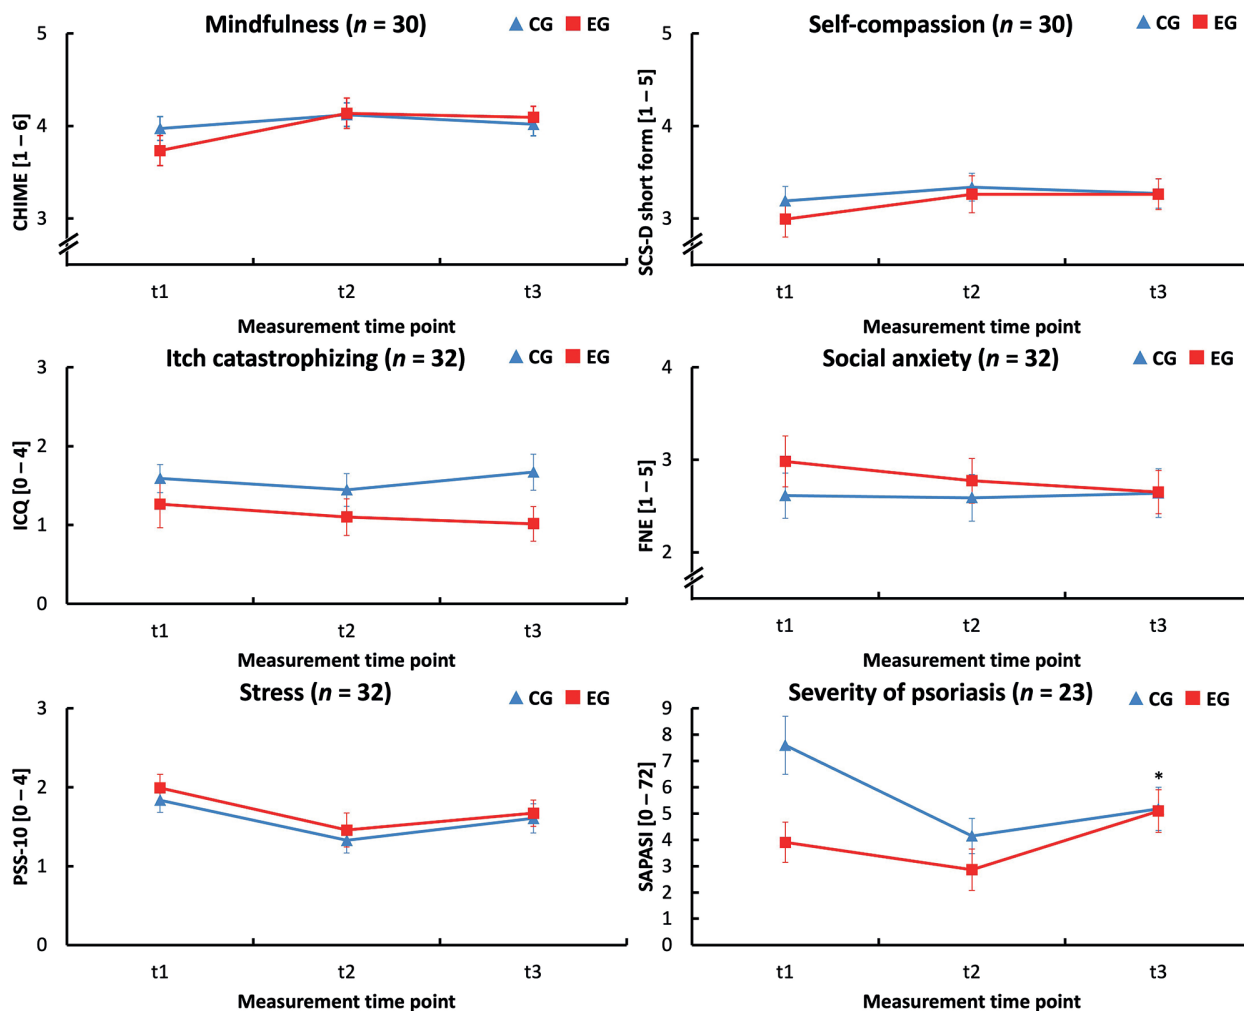 Mindfulness (n = 30)
CG EG
CHIME [1 – 6]
5
4
3
t1 t2 t3
Measurement time point
Self-compassion (n = 30)
CG EG
SCS-D short form [1 – 5]
5
4
3
t1 t2 t3
Measurement time point
Itch catastrophizing (n = 32)
CG EG
ICQ [0 – 4]
3
2
1
0
t1 t2 t3
Measurement time point
Social anxiety (n = 32)
CG EG
FNE [1 – 5]
4
3
2
t1 t2 t3
Measurement time point
Stress (n = 32)
CG EG
PSS-10 [0 – 4]
3
2
1
0
t1 t2 t3
Measurement time point
Severity of psoriasis (n = 23)
CG EG
SAPASI [0 – 72]
9
8
7
6
5
4
3
2
1
0
*
t1 t2 t3
Measurement time point